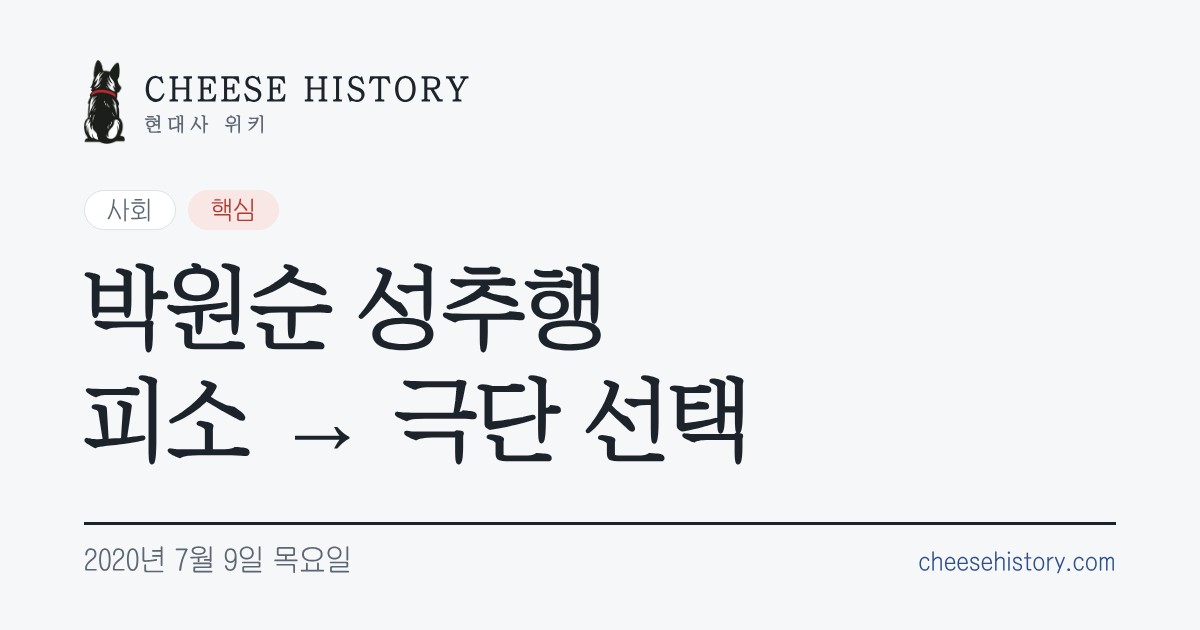 CHEESE HISTORY
현대사 위키
사회 핵심
박원순 성추행
피소 → 극단 선택
2020년 7월 9일 목요일 cheesehistory.com